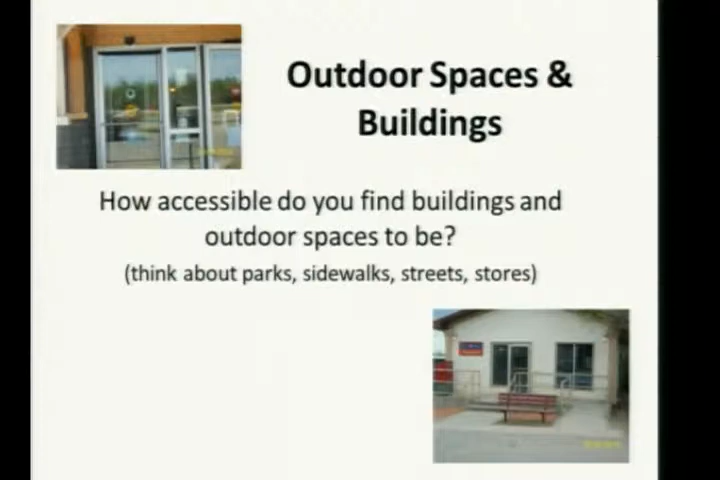 Outdoor Spaces &
Buildings
How accessible do you find buildings and
outdoor spaces to be?
(think about parks, sidewalks, streets, stores)